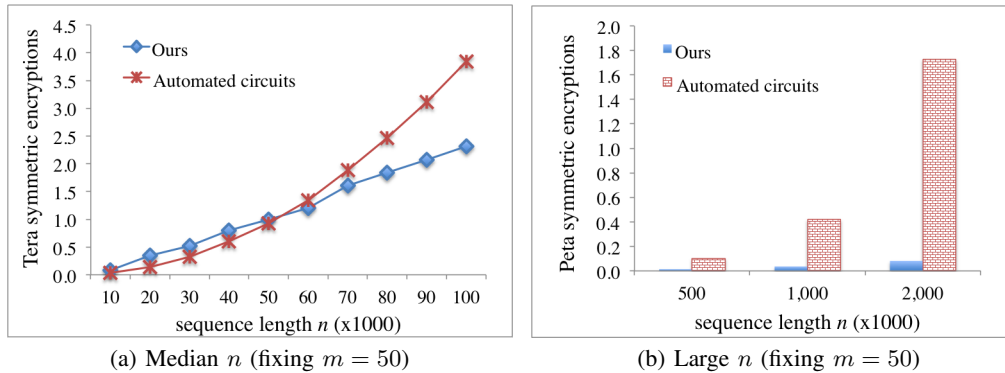 Tera symmetric encryptions
4.5
4.0
3.5
3.0
2.5
2.0
1.5
1.0
0.5
0.0
Ours
Automated circuits
10 20 30 40 50 60 70 80 90 100
sequence length n (x1000)
(a) Median n (fixing m = 50)
Peta symmetric encryptions
2.0
1.8
1.6
1.4
1.2
1.0
0.8
0.6
0.4
0.2
0.0
Ours
Automated circuits
500 1,000 2,000
sequence length n (x1000)
(b) Large n (fixing m = 50)